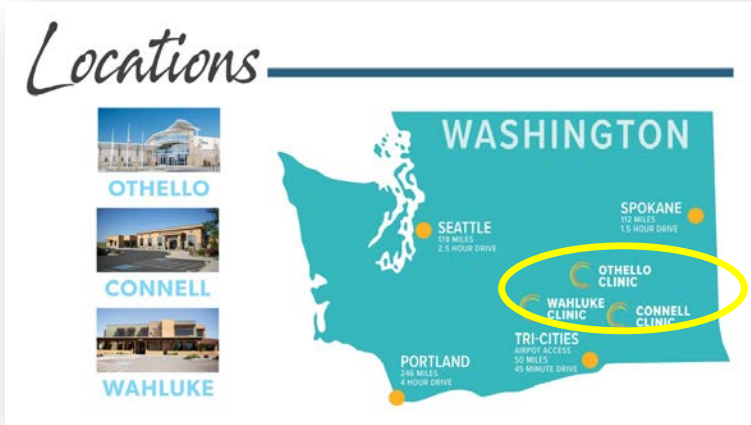 Locations
OTHELLO
CONNELL
WAHLUKE
WASHINGTON
SPOKANE
112 MILES
1.5 HOUR DRIVE
SEATTLE
178 MILES
2.5 HOUR DRIVE
OTHELLO
CLINIC
WAHLUKE
CLINIC
CONNELL
CLINIC
TRI-CITIES
AIRPOT ACCESS
50 MILES
45 MINUTE DRIVE
PORTLAND
246 MILES
4 HOUR DRIVE